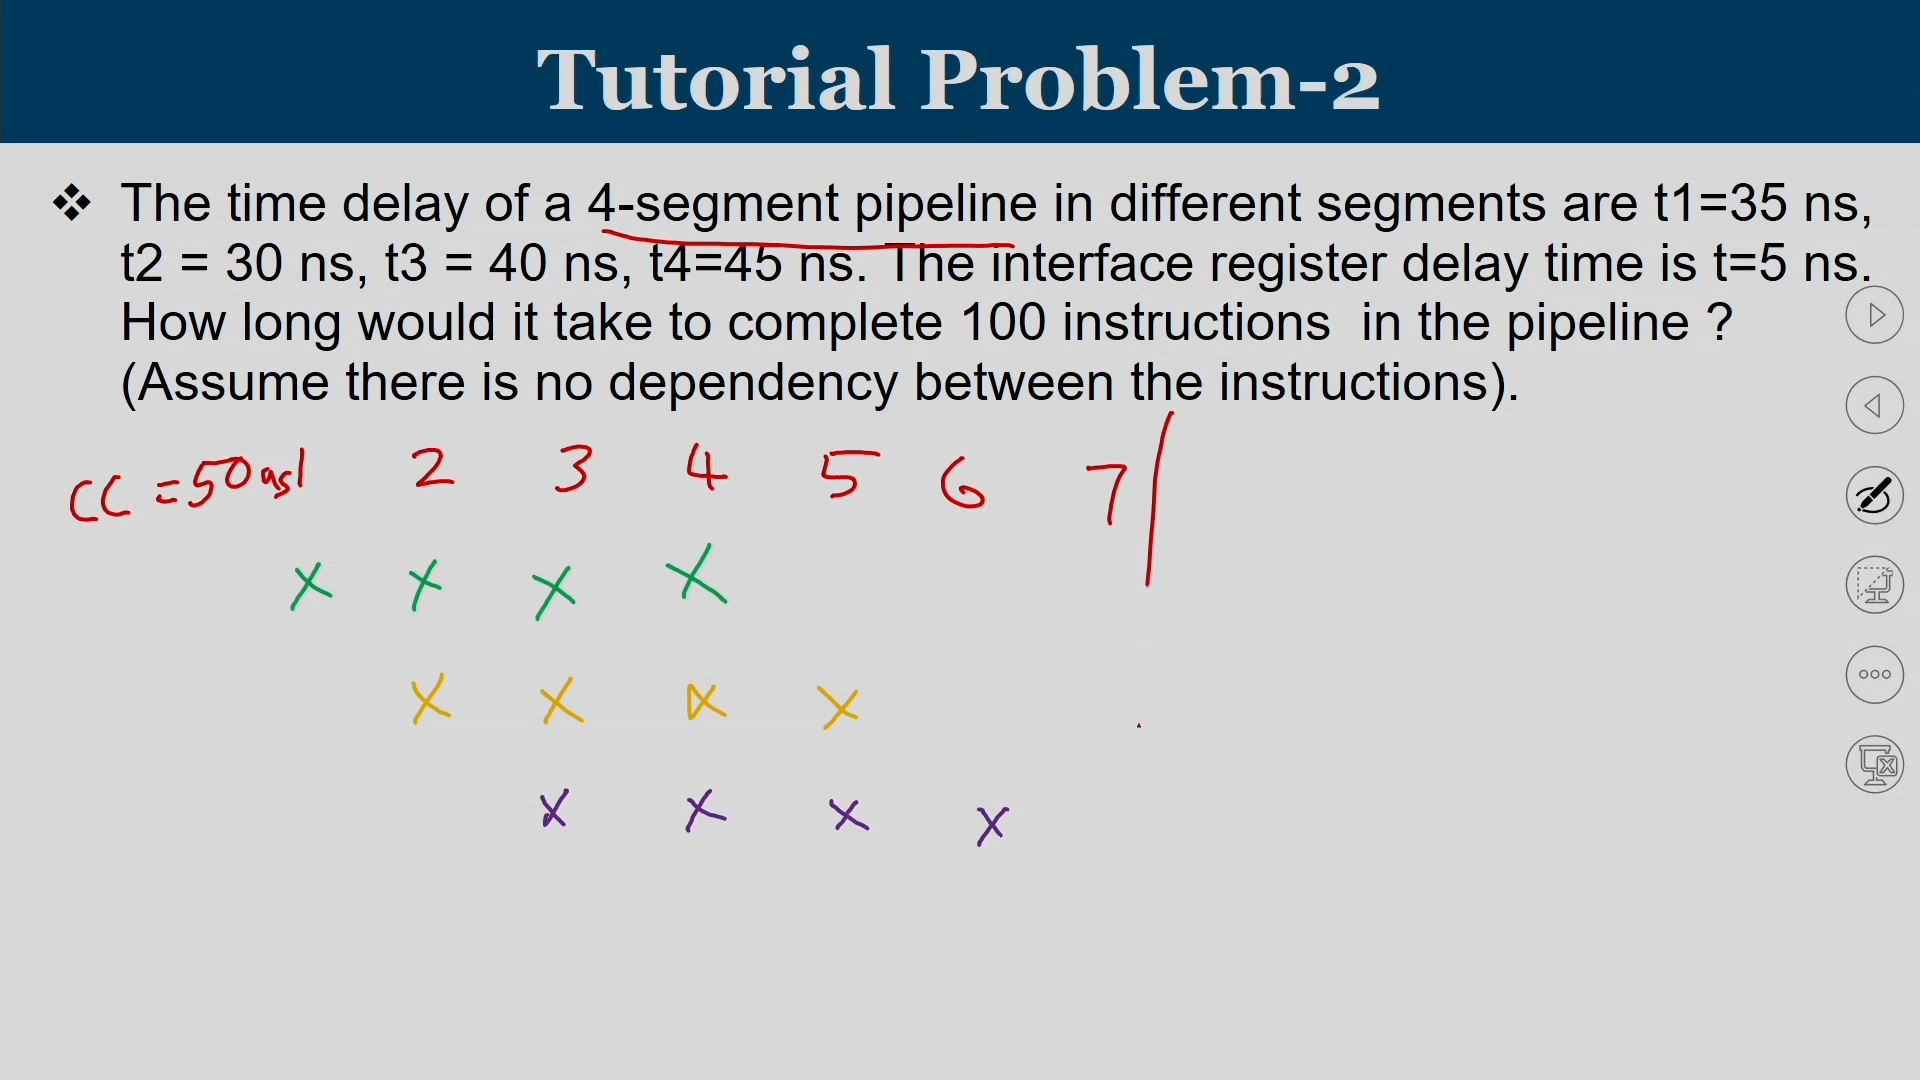 Tutorial Problem-2
❖ The time delay of a 4-segment pipeline in different segments are t1=35 ns,
t2 = 30 ns, t3 = 40 ns, t4=45 ns. The interface register delay time is t=5 ns.
How long would it take to complete 100 instructions in the pipeline ?
(Assume there is no dependency between the instructions).
CC = 50 ns 1 2 3 4 5 6 7
x x x x
x x x x
x x x x